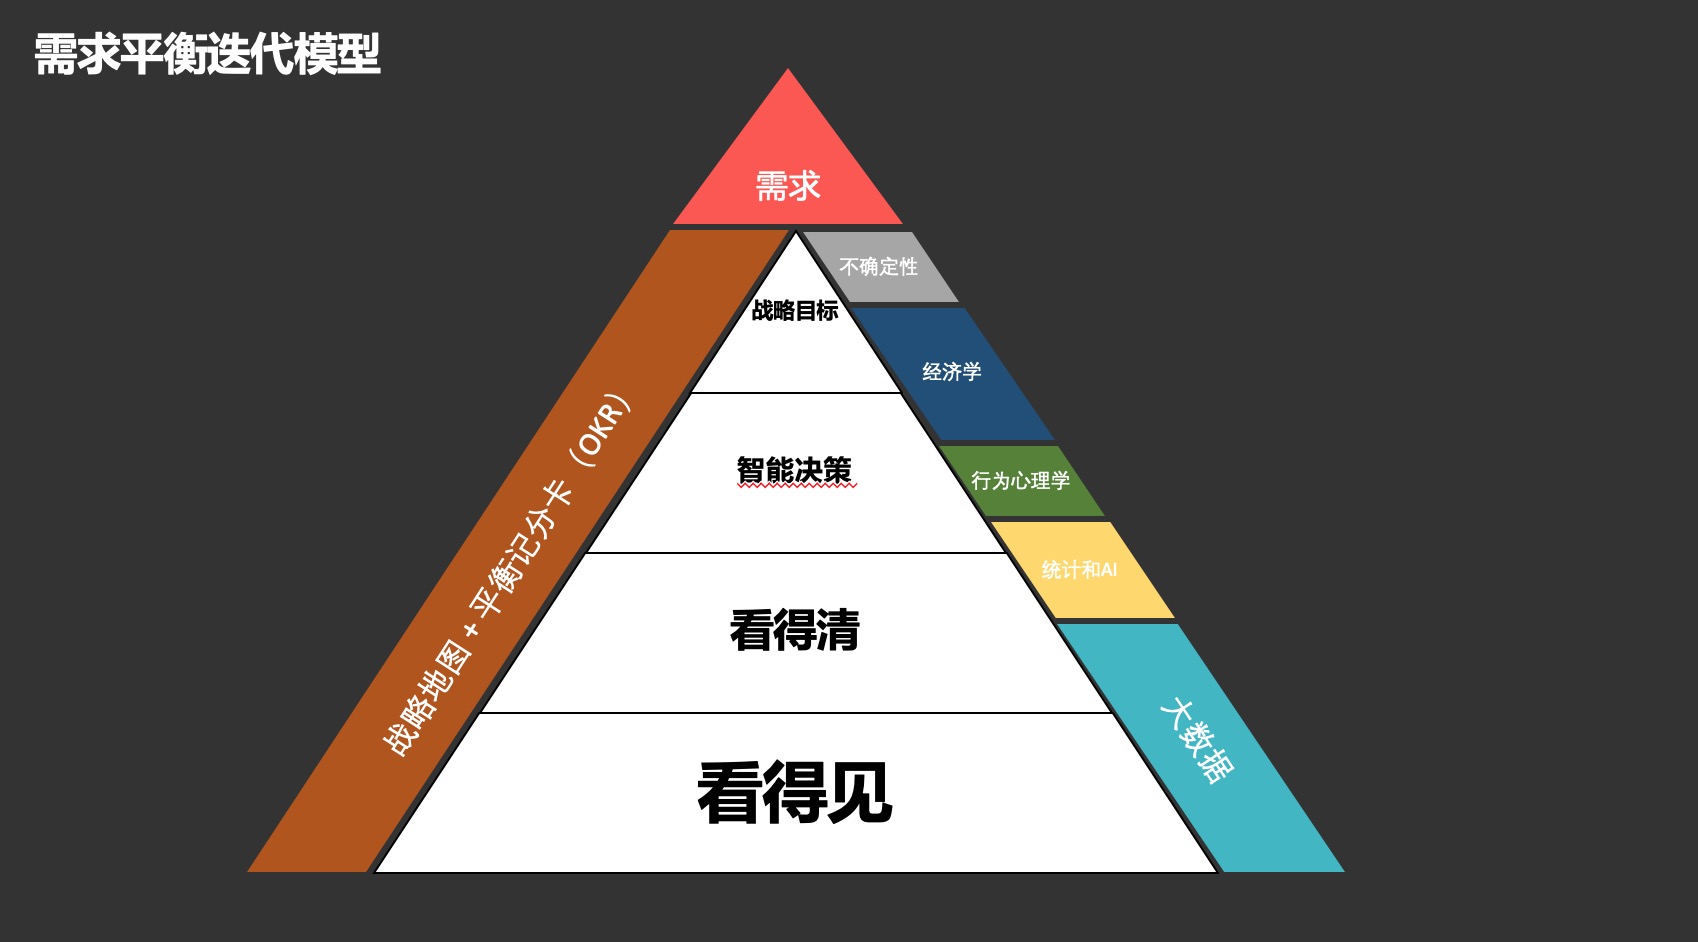 需求平衡迭代模型
需求
不确定性
战略目标
经济学
智能决策
行为心理学
统计和AI
看得清
战略地图 + 平衡记分卡（OKR）
大数据
看得见